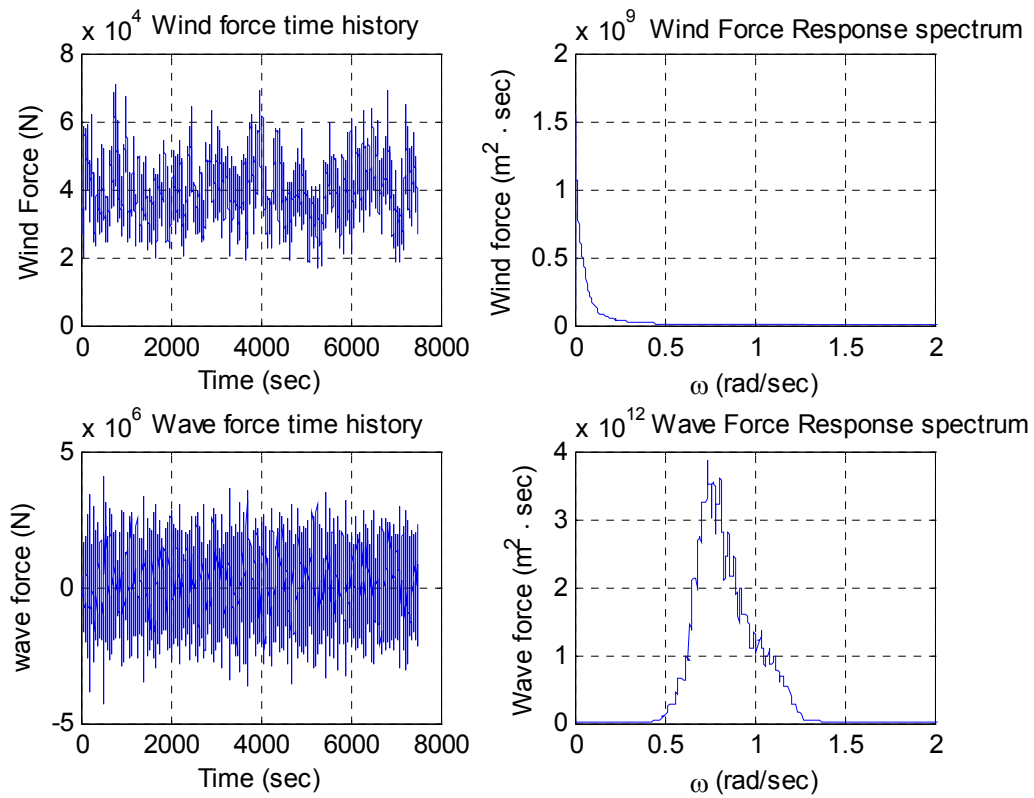 x 10^4 Wind force time history
Wind Force (N)
8
6
4
2
0
0 2000 4000 6000 8000
Time (sec)
x 10^9 Wind Force Response spectrum
Wind force (m^2 . sec)
2
1.5
1
0.5
0
0 0.5 1 1.5 2
ω (rad/sec)
x 10^6 Wave force time history
wave force (N)
5
0
-5
0 2000 4000 6000 8000
Time (sec)
x 10^12 Wave Force Response spectrum
Wave force (m^2 . sec)
4
3
2
1
0
0 0.5 1 1.5 2
ω (rad/sec)